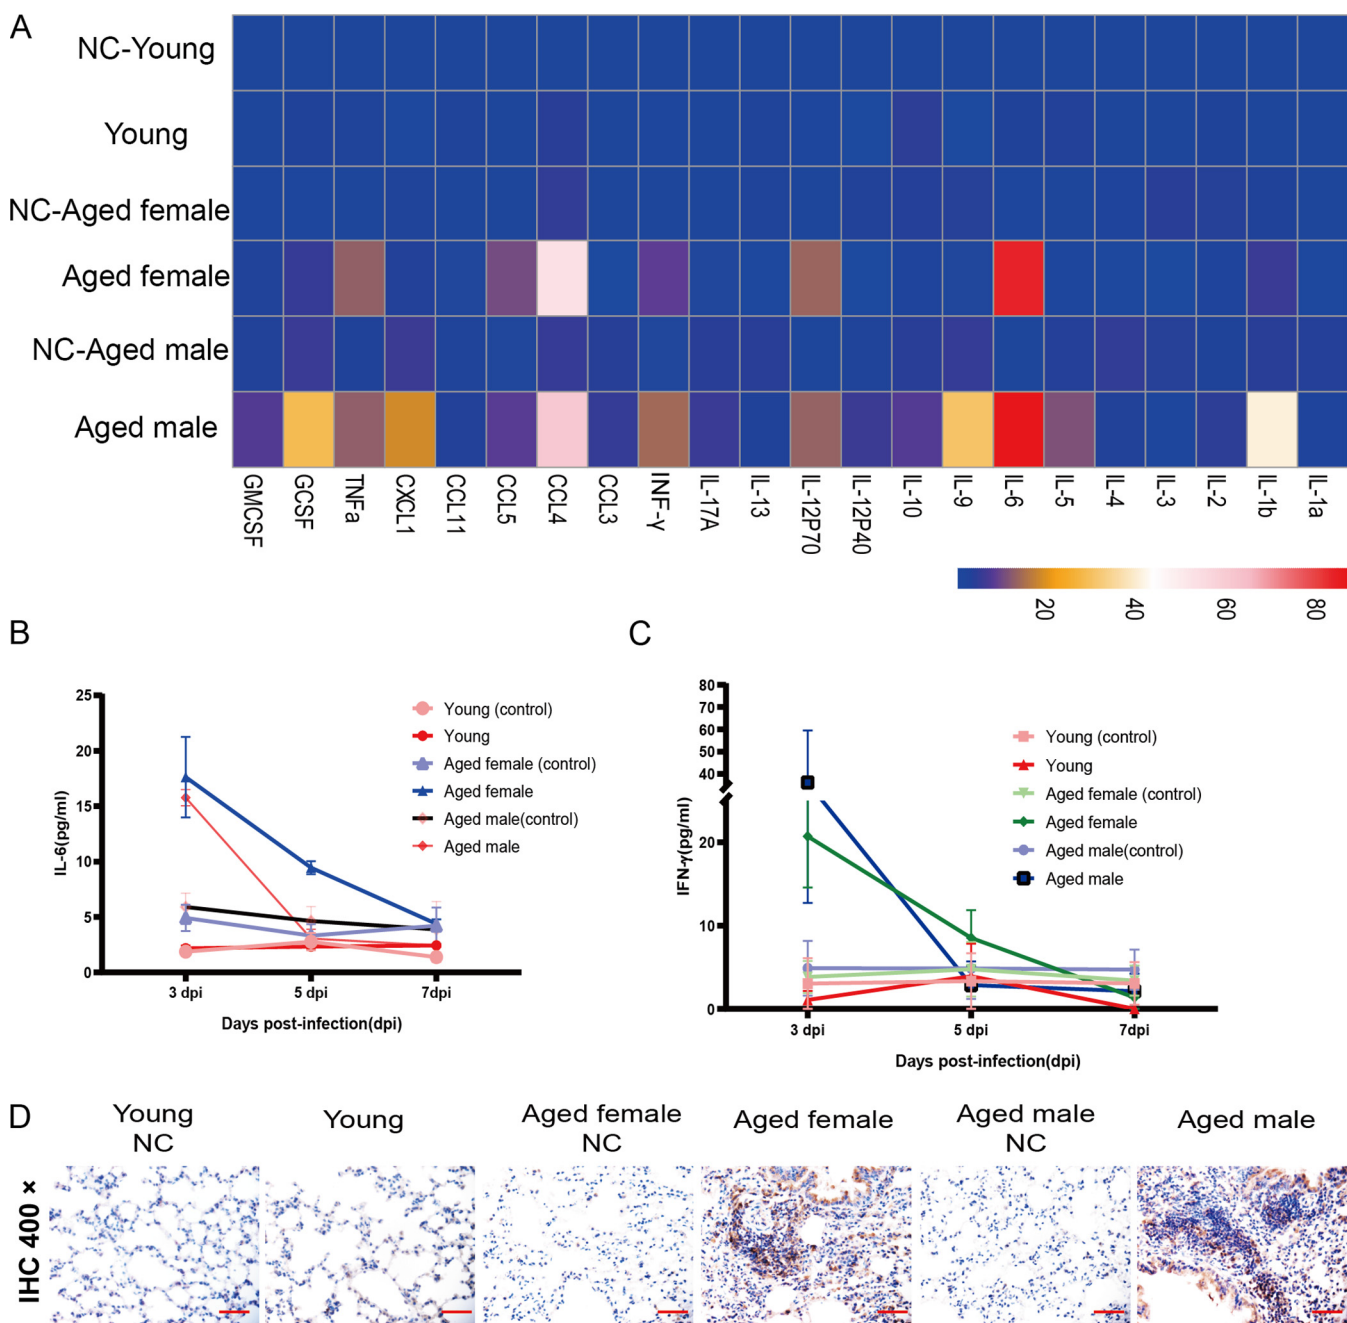 A
NC-Young
Young
NC-Aged female
Aged female
NC-Aged male
Aged male
GMCSF
GCSF
TNFa
CXCL1
CCL11
CCL5
CCL4
CCL3
INF-γ
IL-17A
IL-13
IL-12P70
IL-12P40
IL-10
IL-9
IL-6
IL-5
IL-4
IL-3
IL-2
IL-1b
IL-1a
20
40
60
80
B
IL-6(pg/ml)
25
20
15
10
5
0
3 dpi
5 dpi
7dpi
Days post-infection(dpi)
Young (control)
Young
Aged female (control)
Aged female
Aged male(control)
Aged male
C
IFN-γ(pg/ml)
80
70
60
50
40
20
10
0
3 dpi
5 dpi
7dpi
Days post-infection(dpi)
Young (control)
Young
Aged female (control)
Aged female
Aged male(control)
Aged male
D
Young
NC
Young
Aged female
NC
Aged female
Aged male
NC
Aged male
IHC 400 ×